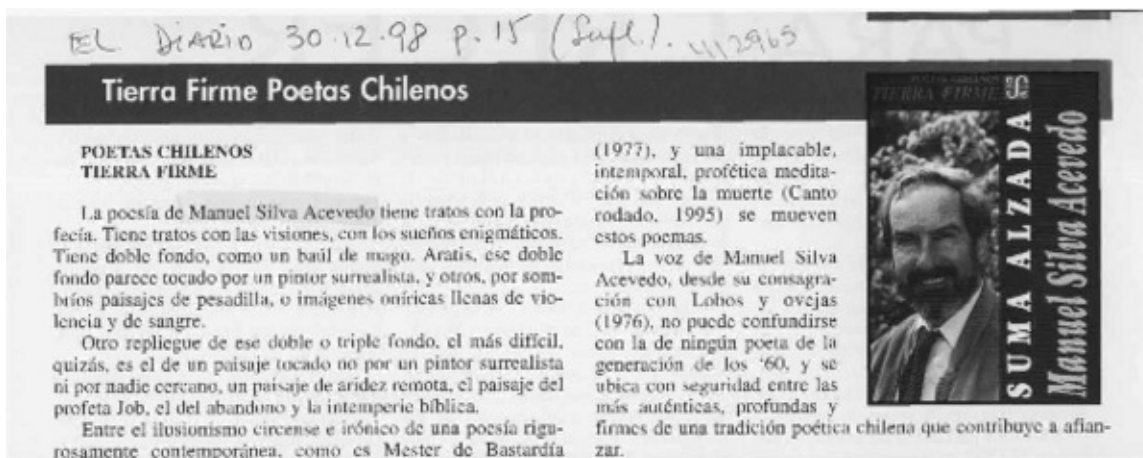 EL DIARIO 30.12.98 P.15 (Supl.).
Tierra Firme Poetas Chilenos
POETAS CHILENOS
TIERRA FIRME
La poesía de Manuel Silva Acevedo tiene tratos con la pro-
fecía. Tiene tratos con las visiones, con los sueños enigmáticos.
Tiene doble fondo, como un baúl de mago. Aratis, ese doble
fondo parece tocado por un pintor surrealista, y otros, por som-
bríos paisajes de pesadilla, o imágenes oníricas llenas de vio-
lencia y de sangre.
Otro repliegue de ese doble o triple fondo, el más difícil,
quizás, es el de un paisaje tocado no por un pintor surrealista
ni por nadie cercano, un paisaje de aridez remota, el paisaje del
profeta Job, el del abandono y la intemperie bíblica.
Entre el ilusionismo circense e irónico de una poesía rigu-
rosamente contemporánea, como es Mester de Bastardía
(1977), y una implacable,
intemporal, profética medita-
ción sobre la muerte (Canto
rodado, 1995) se mueven
estos poemas.
La voz de Manuel Silva
Acevedo, desde su consagra-
ción con Lobos y ovejas
(1976), no puede confundirse
con la de ningún poeta de la
generación de los '60, y se
ubica con seguridad entre las
más auténticas, profundas y
firmes de una tradición poética chilena que contribuye a afian-
zar.
POETAS CHILENOS
TIERRA FIRME
SUMA ALZADA
Manuel Silva Acevedo